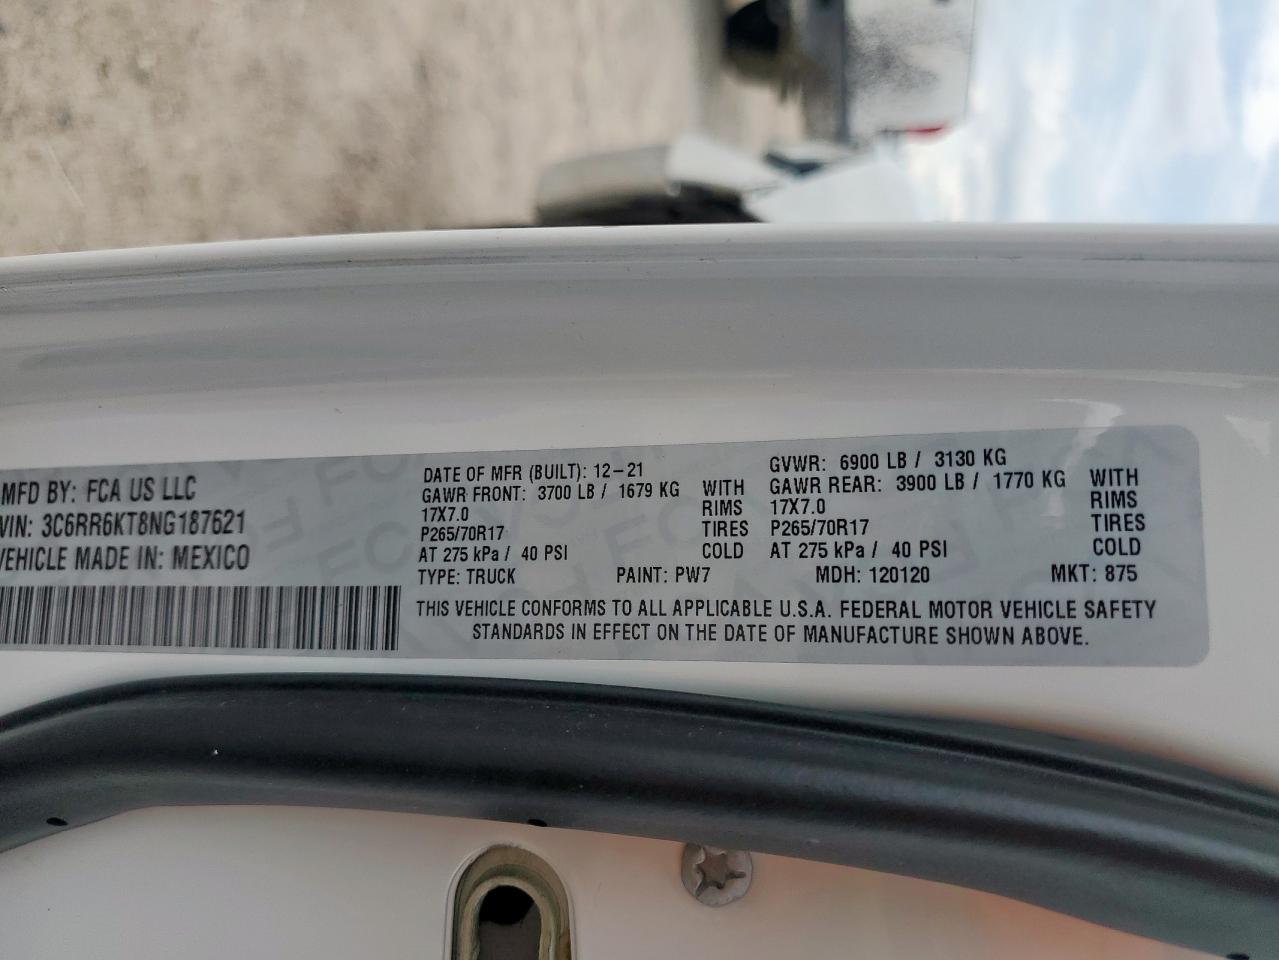 MFD BY: FCA US LLC
VIN: 3C6RR6KT8NG187621
VEHICLE MADE IN: MEXICO
DATE OF MFR (BUILT): 12-21
GAWR FRONT: 3700 LB / 1679 KG WITH
17X7.0 RIMS
P265/70R17 TIRES
AT 275 kPa / 40 PSI COLD
GVWR: 6900 LB / 3130 KG
GAWR REAR: 3900 LB / 1770 KG WITH
17X7.0 RIMS
P265/70R17 TIRES
AT 275 kPa / 40 PSI COLD
TYPE: TRUCK PAINT: PW7 MDH: 120120 MKT: 875
THIS VEHICLE CONFORMS TO ALL APPLICABLE U.S.A. FEDERAL MOTOR VEHICLE SAFETY
STANDARDS IN EFFECT ON THE DATE OF MANUFACTURE SHOWN ABOVE.